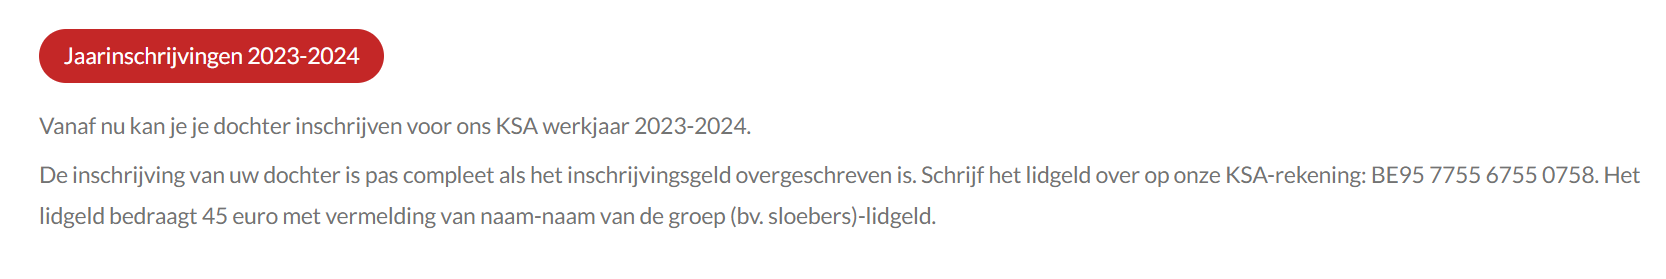 Jaarinschrijvingen 2023-2024
Vanaf nu kan je je dochter inschrijven voor ons KSA werkjaar 2023-2024.
De inschrijving van uw dochter is pas compleet als het inschrijvingsgeld overgeschreven is. Schrijf het lidgeld over op onze KSA-rekening: BE95 7755 6755 0758. Het
lidgeld bedraagt 45 euro met vermelding van naam-naam van de groep (bv. sloebers)-lidgeld.